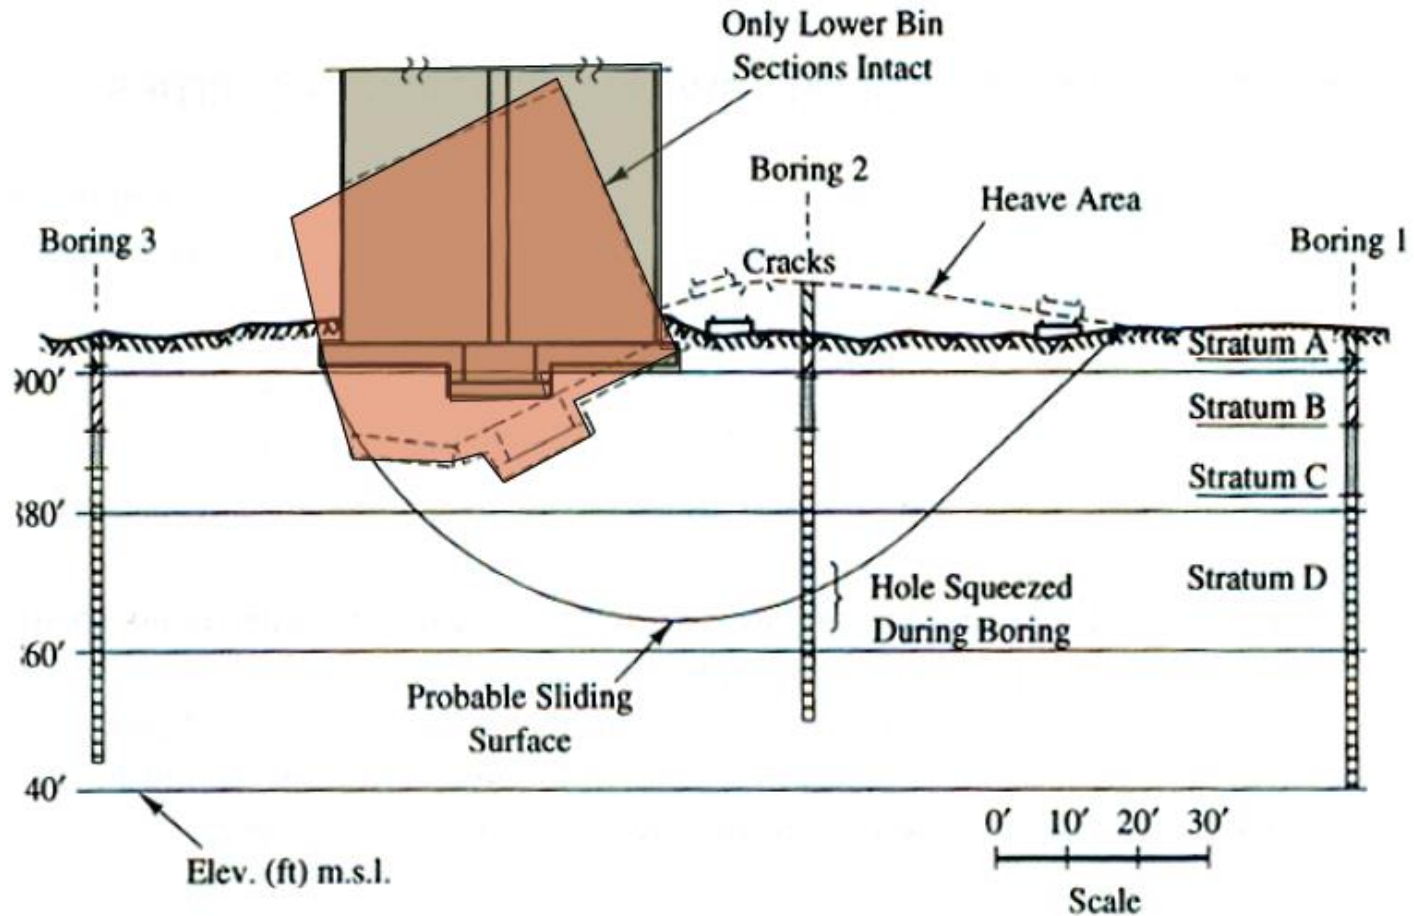 Only Lower Bin
Sections Intact
Boring 2
Heave Area
Boring 3
Boring 1
Cracks
Stratum A
900′
Stratum B
Stratum C
880′
Stratum D
Hole Squeezed
During Boring
60′
Probable Sliding
Surface
40′
0′ 10′ 20′ 30′
Elev. (ft) m.s.l.
Scale